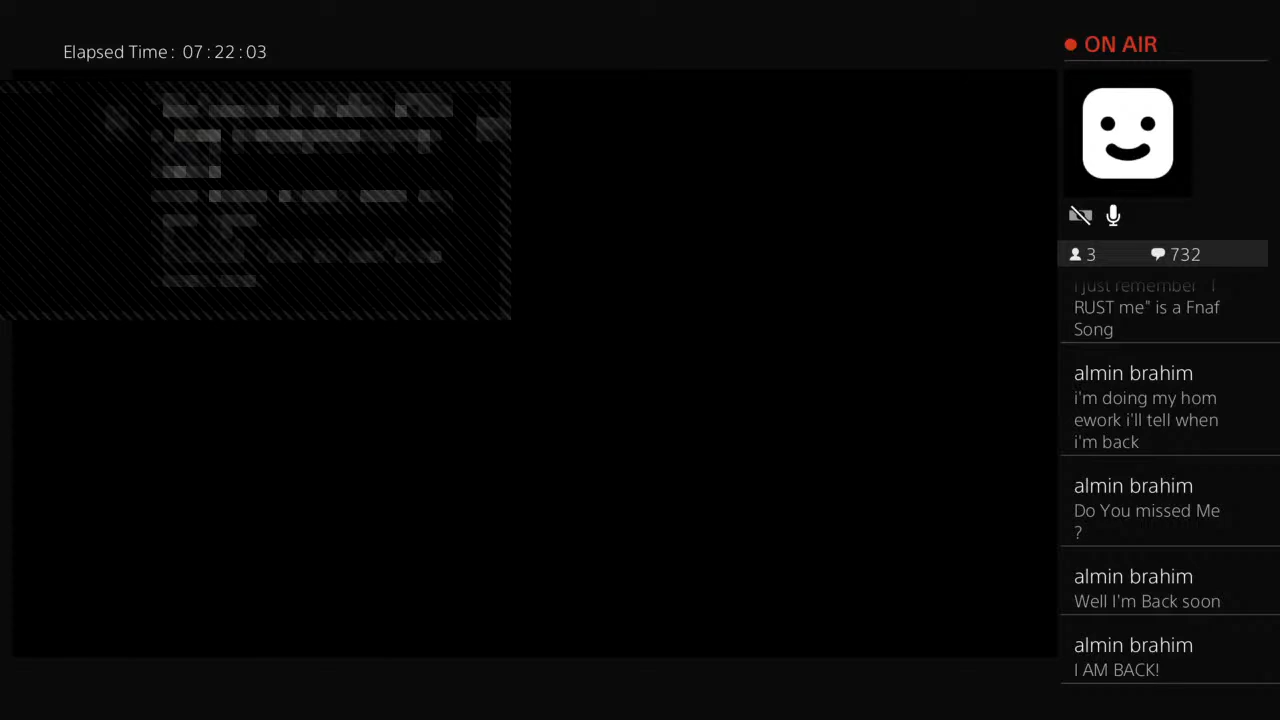 Elapsed Time: 07:22:03
ON AIR
3 732
i just remember "T
RUST me" is a Fnaf
Song
almin brahim
i'm doing my hom
ework i'll tell when
i'm back
almin brahim
Do You missed Me
?
almin brahim
Well I'm Back soon
almin brahim
I AM BACK!